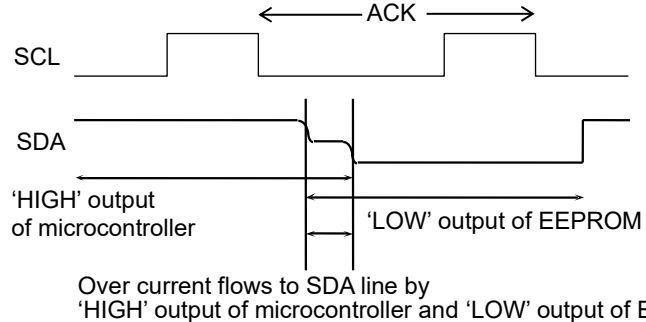 ACK
SCL
SDA
‘HIGH’ output
of microcontroller
‘LOW’ output of EEPROM
Over current flows to SDA line by
‘HIGH’ output of microcontroller and ‘LOW’ output of